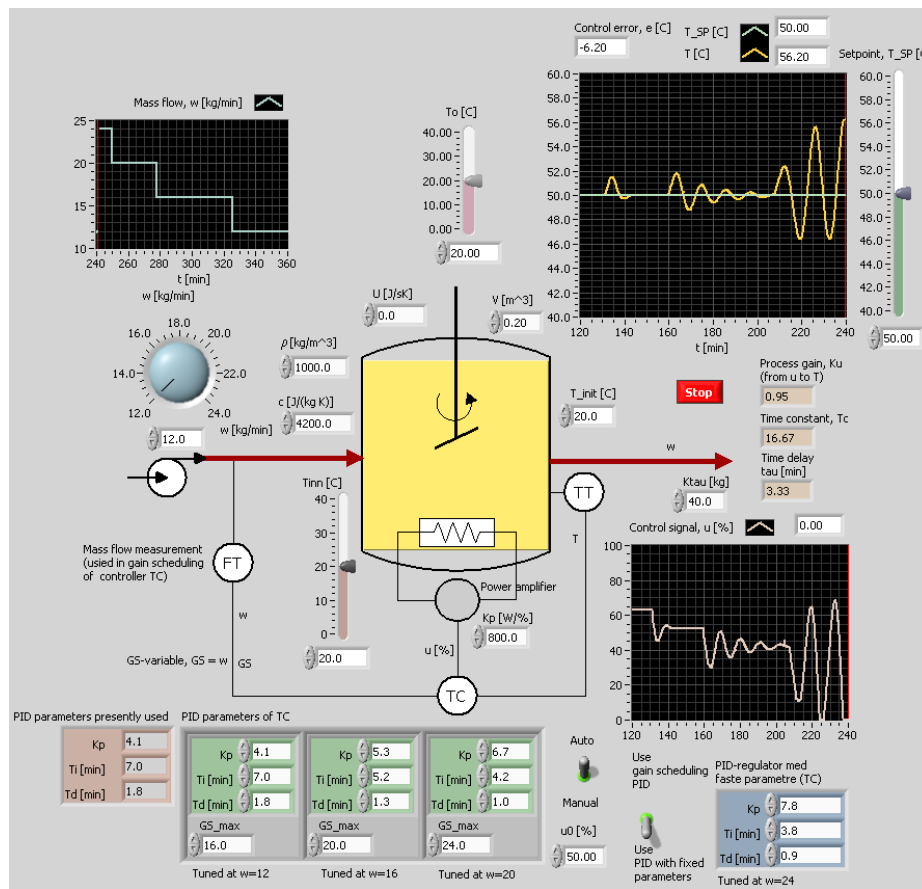 Control error, e [C]
-6.20
T_SP [C]
50.00
T [C]
56.20
Setpoint, T_SP [C
Mass flow, w [kg/min]
25
20
15
10
240
260
280
300
320
340
360
t [min]
To [C]
40.00
30.00
20.00
10.00
0.00
20.00
60.0
58.0
56.0
54.0
52.0
50.0
48.0
46.0
44.0
42.0
40.0
120
140
160
180
200
220
240
t [min]
60.0
58.0
56.0
54.0
52.0
50.0
48.0
46.0
44.0
42.0
40.0
50.00
w [kg/min]
18.0
16.0
20.0
14.0
22.0
12.0
24.0
w [kg/min]
12.0
U [J/sK]
0.0
V [m^3]
0.20
ρ [kg/m^3]
1000.0
c [J/(kg K)]
4200.0
T_init [C]
20.0
Stop
Process gain, Ku
(from u to T)
0.95
Time constant, Tc
16.67
Time delay
tau [min]
3.33
w
Ktau [kg]
40.0
TT
T
Tinn [C]
40
30
20
10
0
20.0
Mass flow measurement
(usied in gain scheduling
of controller TC)
FT
w
GS-variable, GS = w
GS
Power amplifier
Kp [W/%]
800.0
u [%]
TC
Control signal, u [%]
0.00
100
80
60
40
20
0
120
140
160
180
200
220
240
PID parameters presently used
Kp
4.1
Ti [min]
7.0
Td [min]
1.8
PID parameters of TC
Kp
4.1
Ti [min]
7.0
Td [min]
1.8
GS_max
16.0
Tuned at w=12
Kp
5.3
Ti [min]
5.2
Td [min]
1.3
GS_max
20.0
Tuned at w=16
Kp
6.7
Ti [min]
4.2
Td [min]
1.0
GS_max
24.0
Tuned at w=20
Auto
Manual
u0 [%]
50.00
Use
gain scheduling
PID
Use
PID with fixed
parameters
PID-regulator med
faste parametre (TC)
Kp
7.8
Ti [min]
3.8
Td [min]
0.9
Tuned at w=24